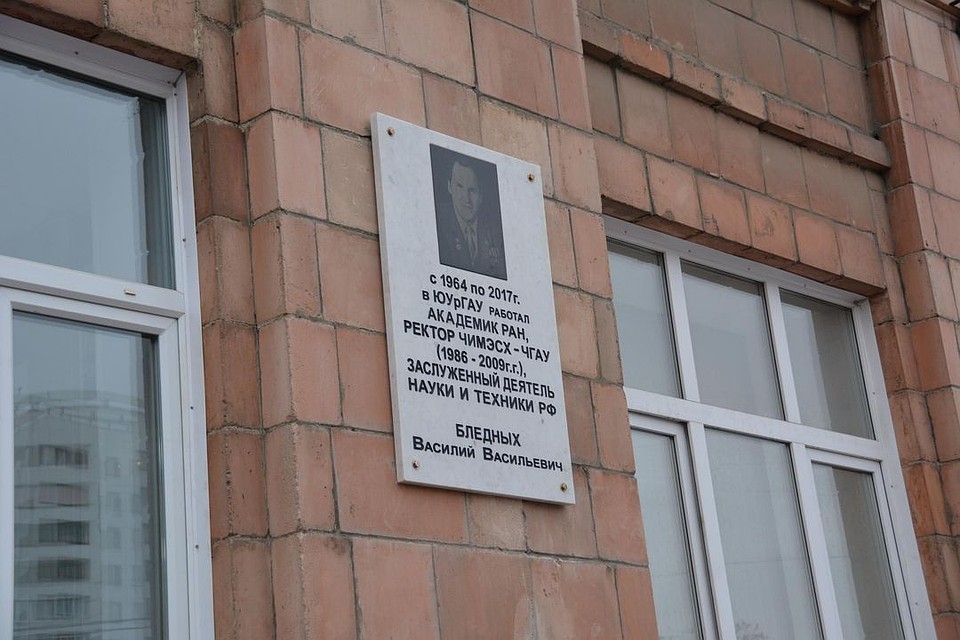 с 1964 по 2017г.
в ЮУрГАУ работал
АКАДЕМИК РАН,
РЕКТОР ЧИМЭСХ - ЧГАУ
(1986 - 2009г.г.),
ЗАСЛУЖЕННЫЙ ДЕЯТЕЛЬ
НАУКИ И ТЕХНИКИ РФ
БЛЕДНЫХ
Василий Васильевич